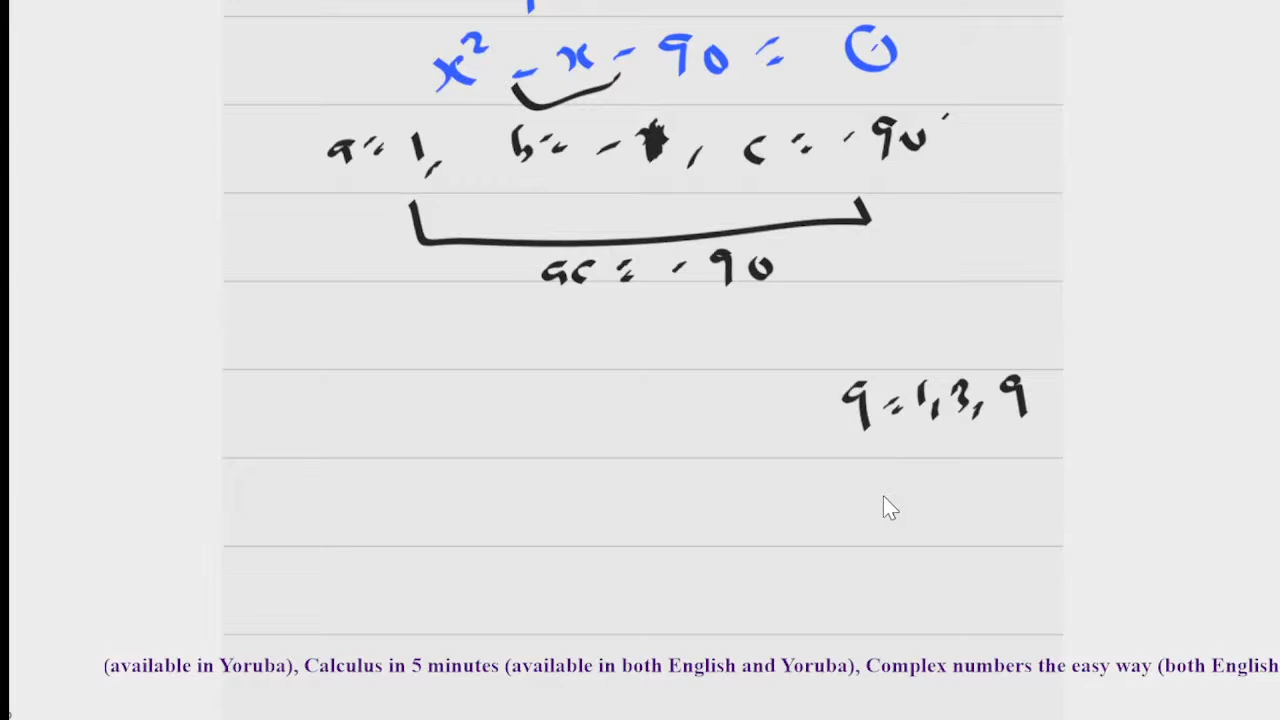 x² - x - 90 = 0
a = 1, b = -1, c = -90
ac = -90
9 = 1, 3, 9
(available in Yoruba), Calculus in 5 minutes (available in both English and Yoruba), Complex numbers the easy way (both English